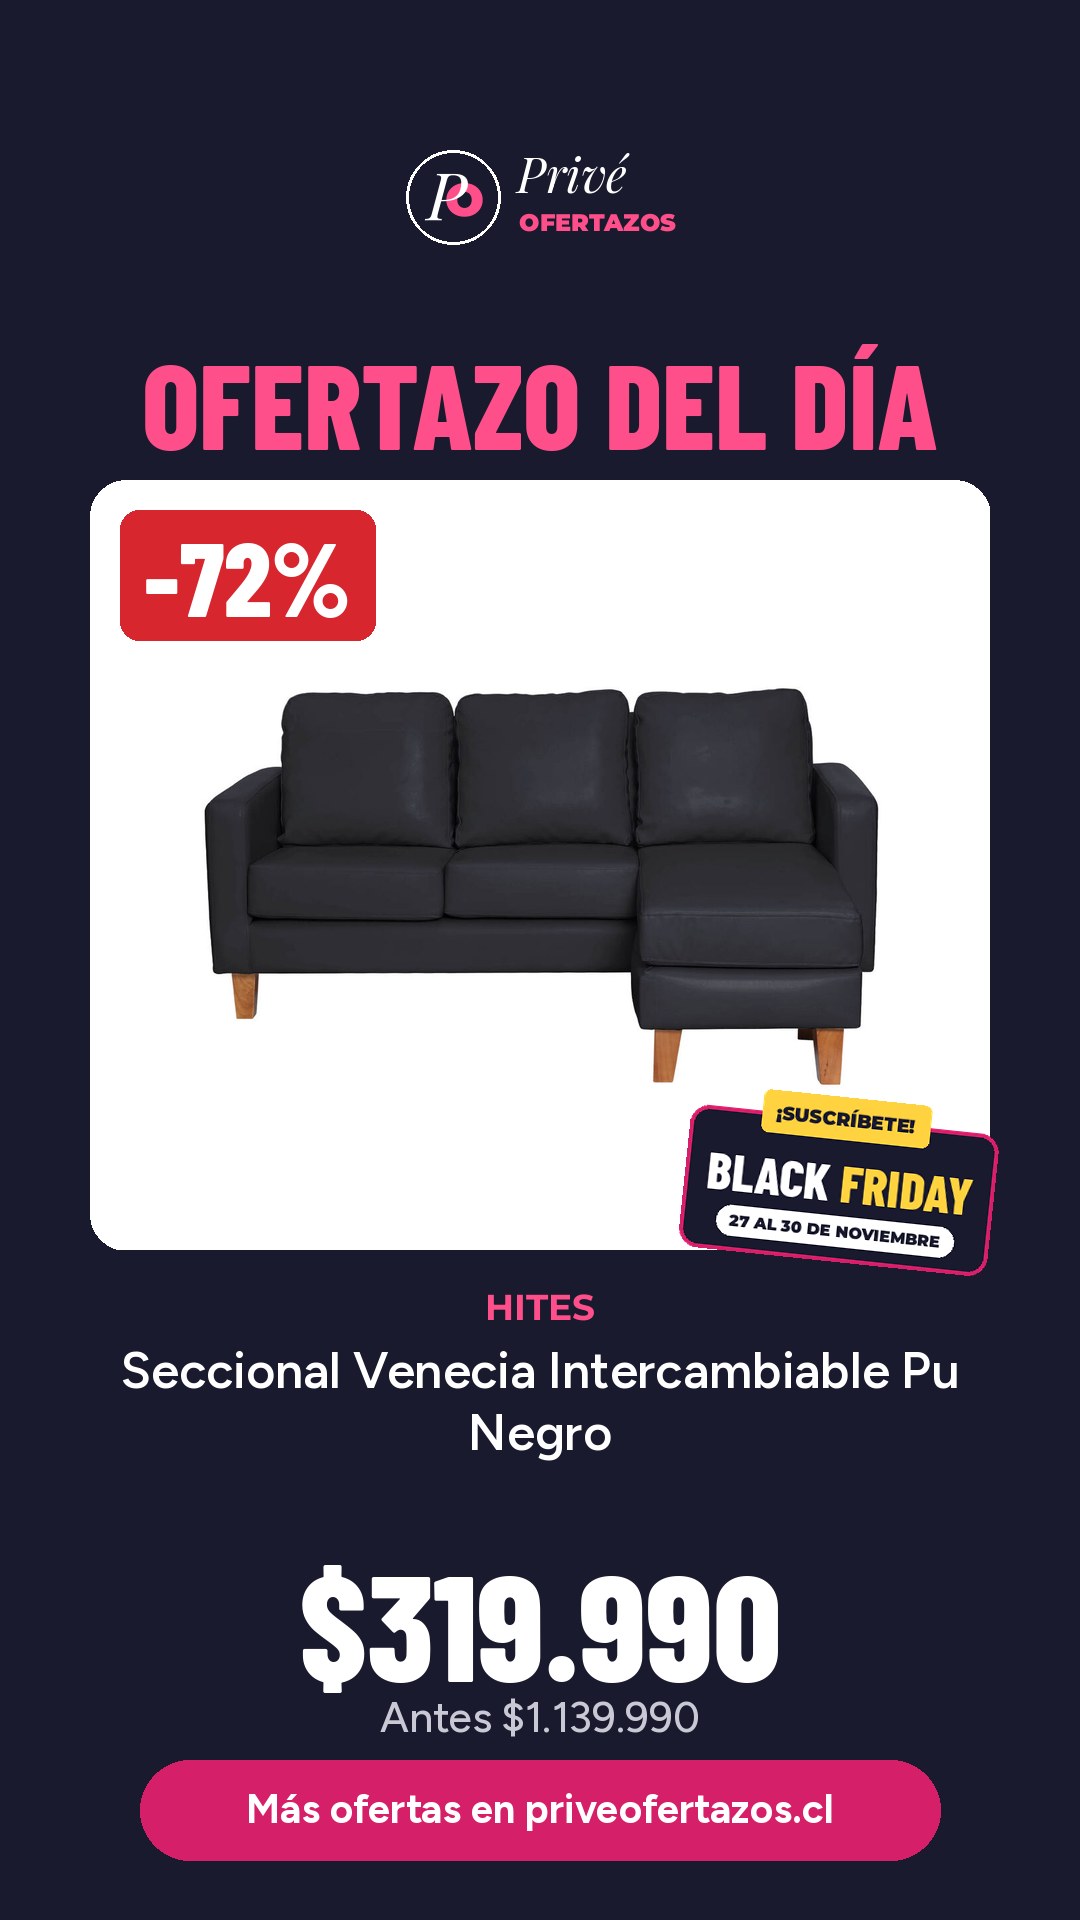 Po
Privé
OFERTAZOS
OFERTAZO DEL DÍA
-72%
¡SUSCRÍBETE!
BLACK FRIDAY
27 AL 30 DE NOVIEMBRE
HITES
Seccional Venecia Intercambiable Pu
Negro
$319.990
Antes $1.139.990
Más ofertas en priveofertazos.cl